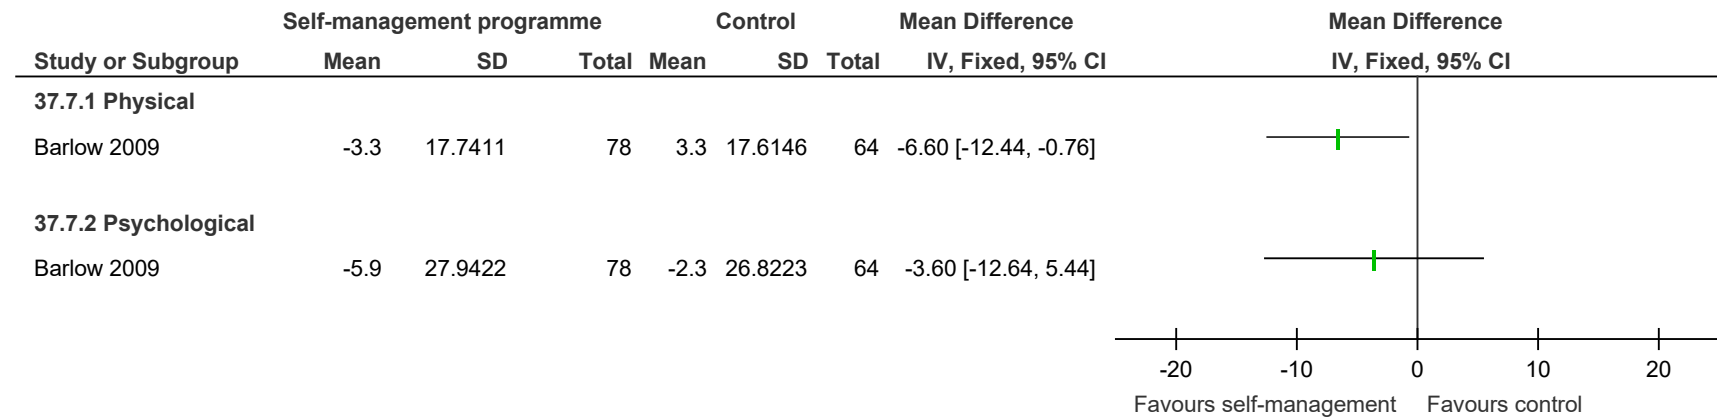 Self-management programme Control Mean Difference Mean Difference
Study or Subgroup Mean SD Total Mean SD Total IV, Fixed, 95% CI IV, Fixed, 95% CI
37.7.1 Physical
Barlow 2009 -3.3 17.7411 78 3.3 17.6146 64 -6.60 [-12.44, -0.76]
37.7.2 Psychological
Barlow 2009 -5.9 27.9422 78 -2.3 26.8223 64 -3.60 [-12.64, 5.44]
-20 -10 0 10 20
Favours self-management Favours control